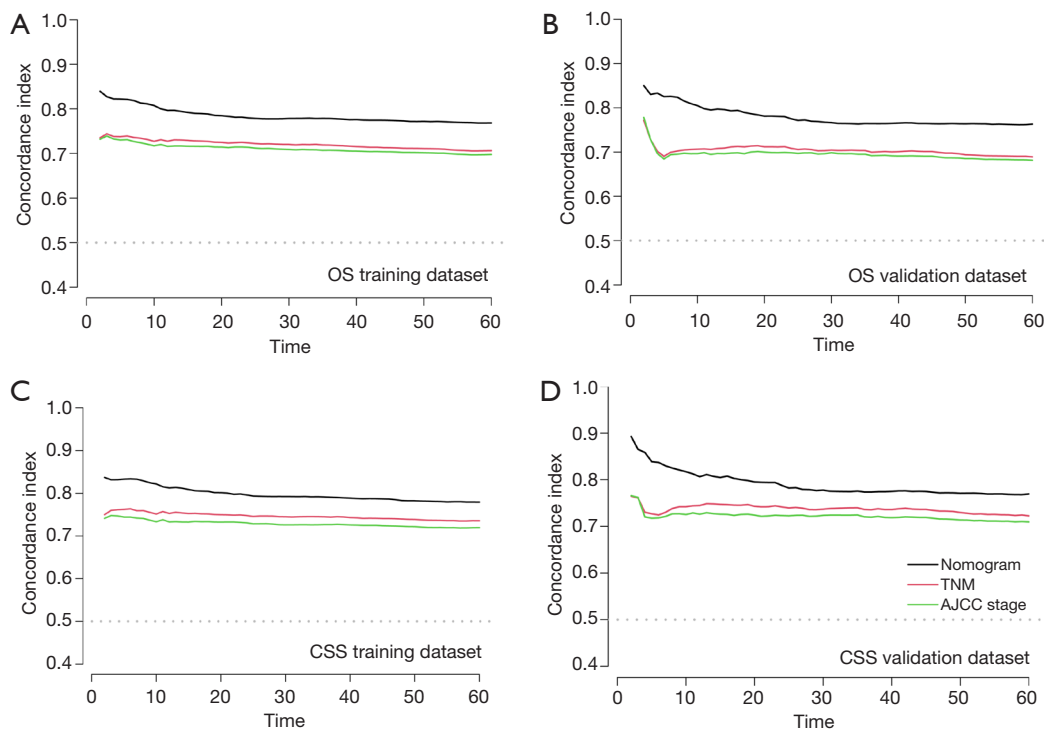 A
1.0
0.9
0.8
0.7
0.6
0.5
0.4
Concordance index
OS training dataset
0 10 20 30 40 50 60
Time
B
1.0
0.9
0.8
0.7
0.6
0.5
0.4
Concordance index
OS validation dataset
0 10 20 30 40 50 60
Time
C
1.0
0.9
0.8
0.7
0.6
0.5
0.4
Concordance index
CSS training dataset
0 10 20 30 40 50 60
Time
D
1.0
0.9
0.8
0.7
0.6
0.5
0.4
Concordance index
Nomogram
TNM
AJCC stage
CSS validation dataset
0 10 20 30 40 50 60
Time